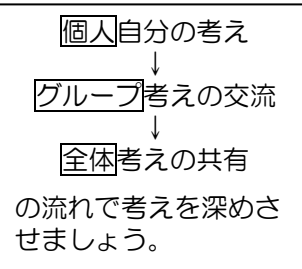 個人自分の考え
↓
グループ考えの交流
↓
全体考えの共有
の流れで考えを深めさ
せましょう。